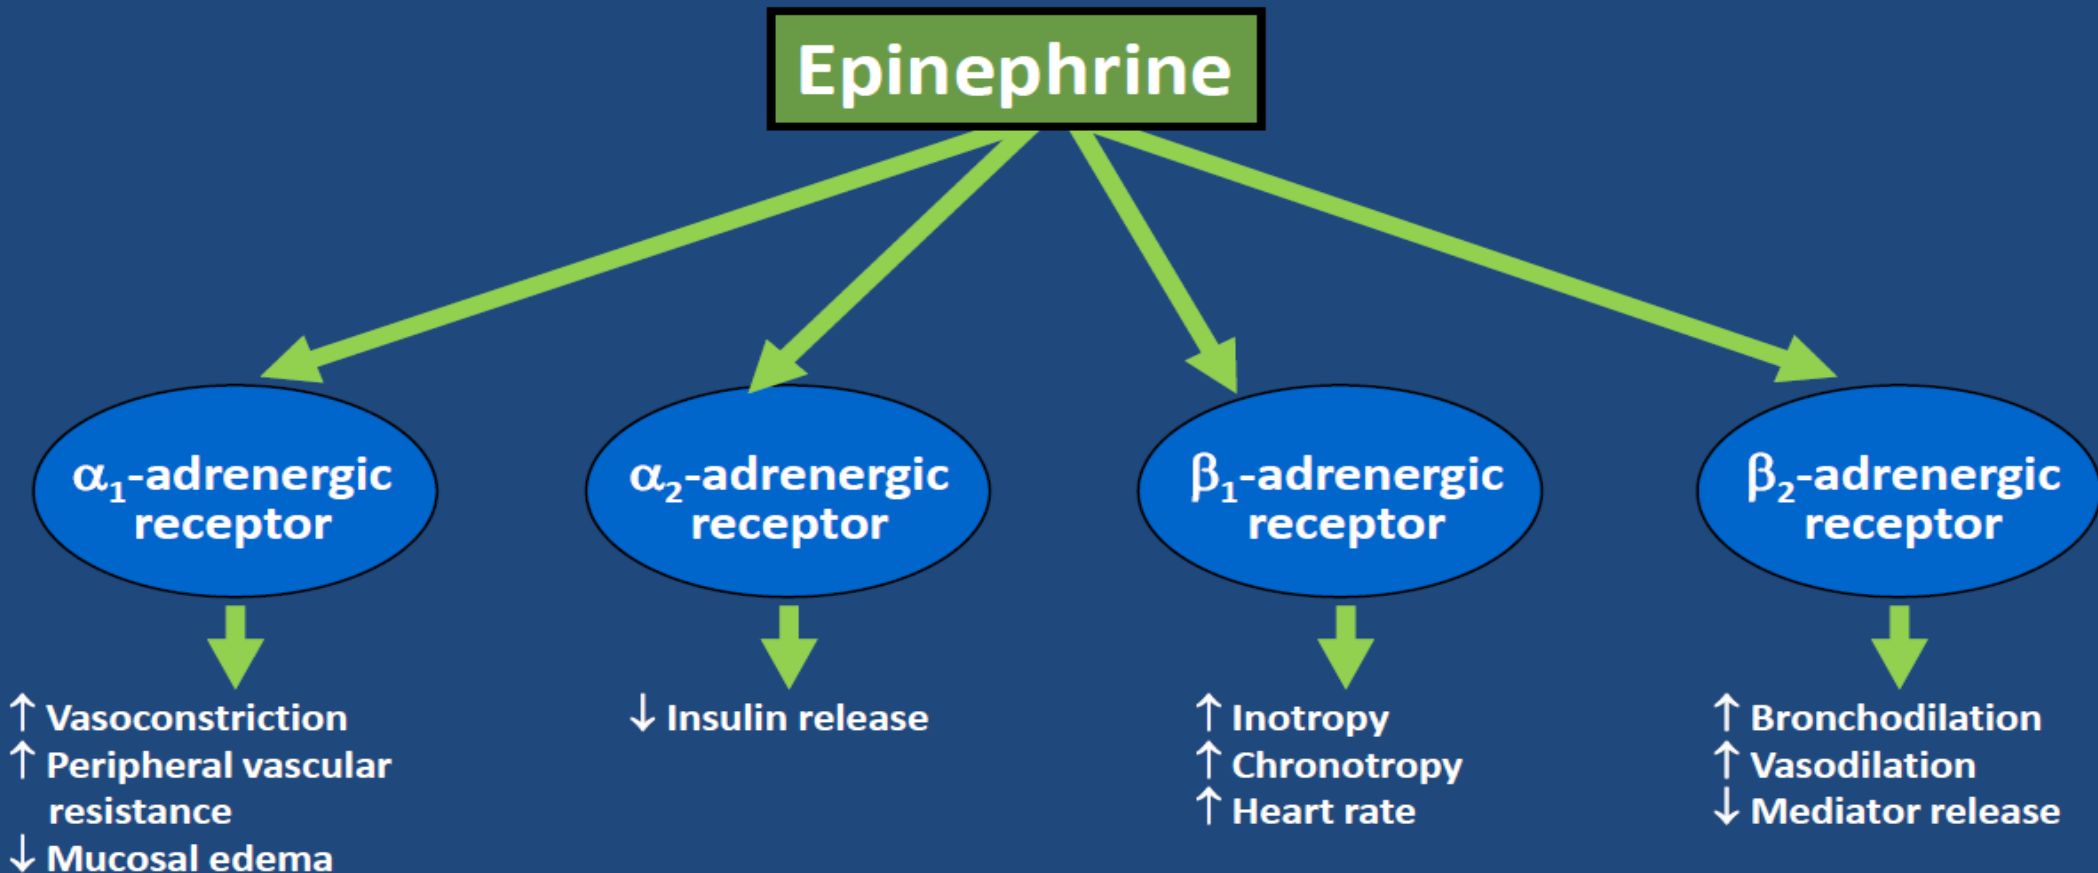 Epinephrine
α₁-adrenergic
receptor
α₂-adrenergic
receptor
β₁-adrenergic
receptor
β₂-adrenergic
receptor
↑ Vasoconstriction
↑ Peripheral vascular
resistance
↓ Mucosal edema
↓ Insulin release
↑ Inotropy
↑ Chronotropy
↑ Heart rate
↑ Bronchodilation
↑ Vasodilation
↓ Mediator release